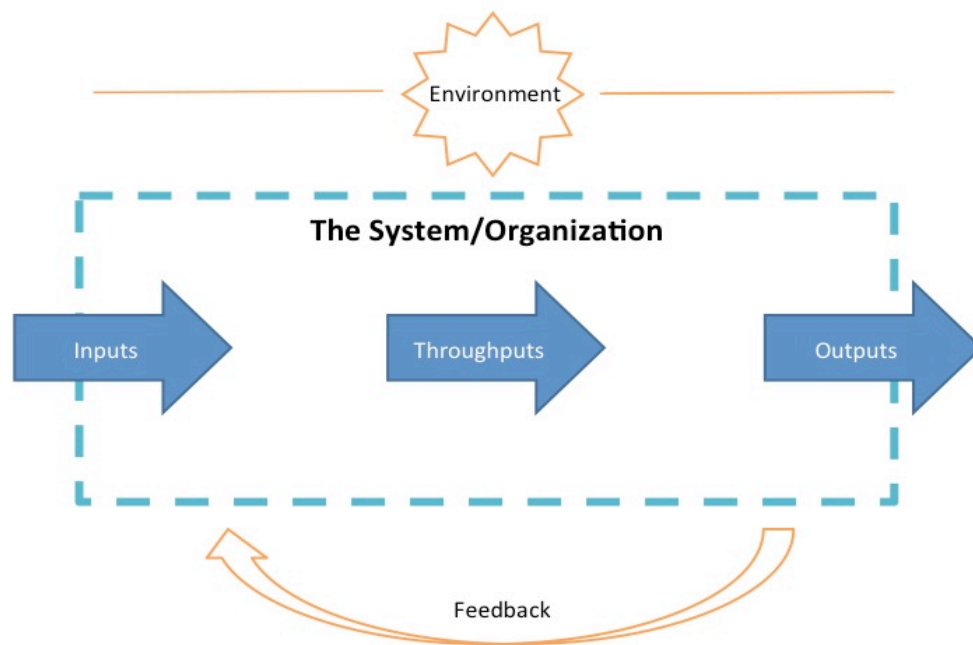 Environment
The System/Organization
Inputs
Throughputs
Outputs
Feedback